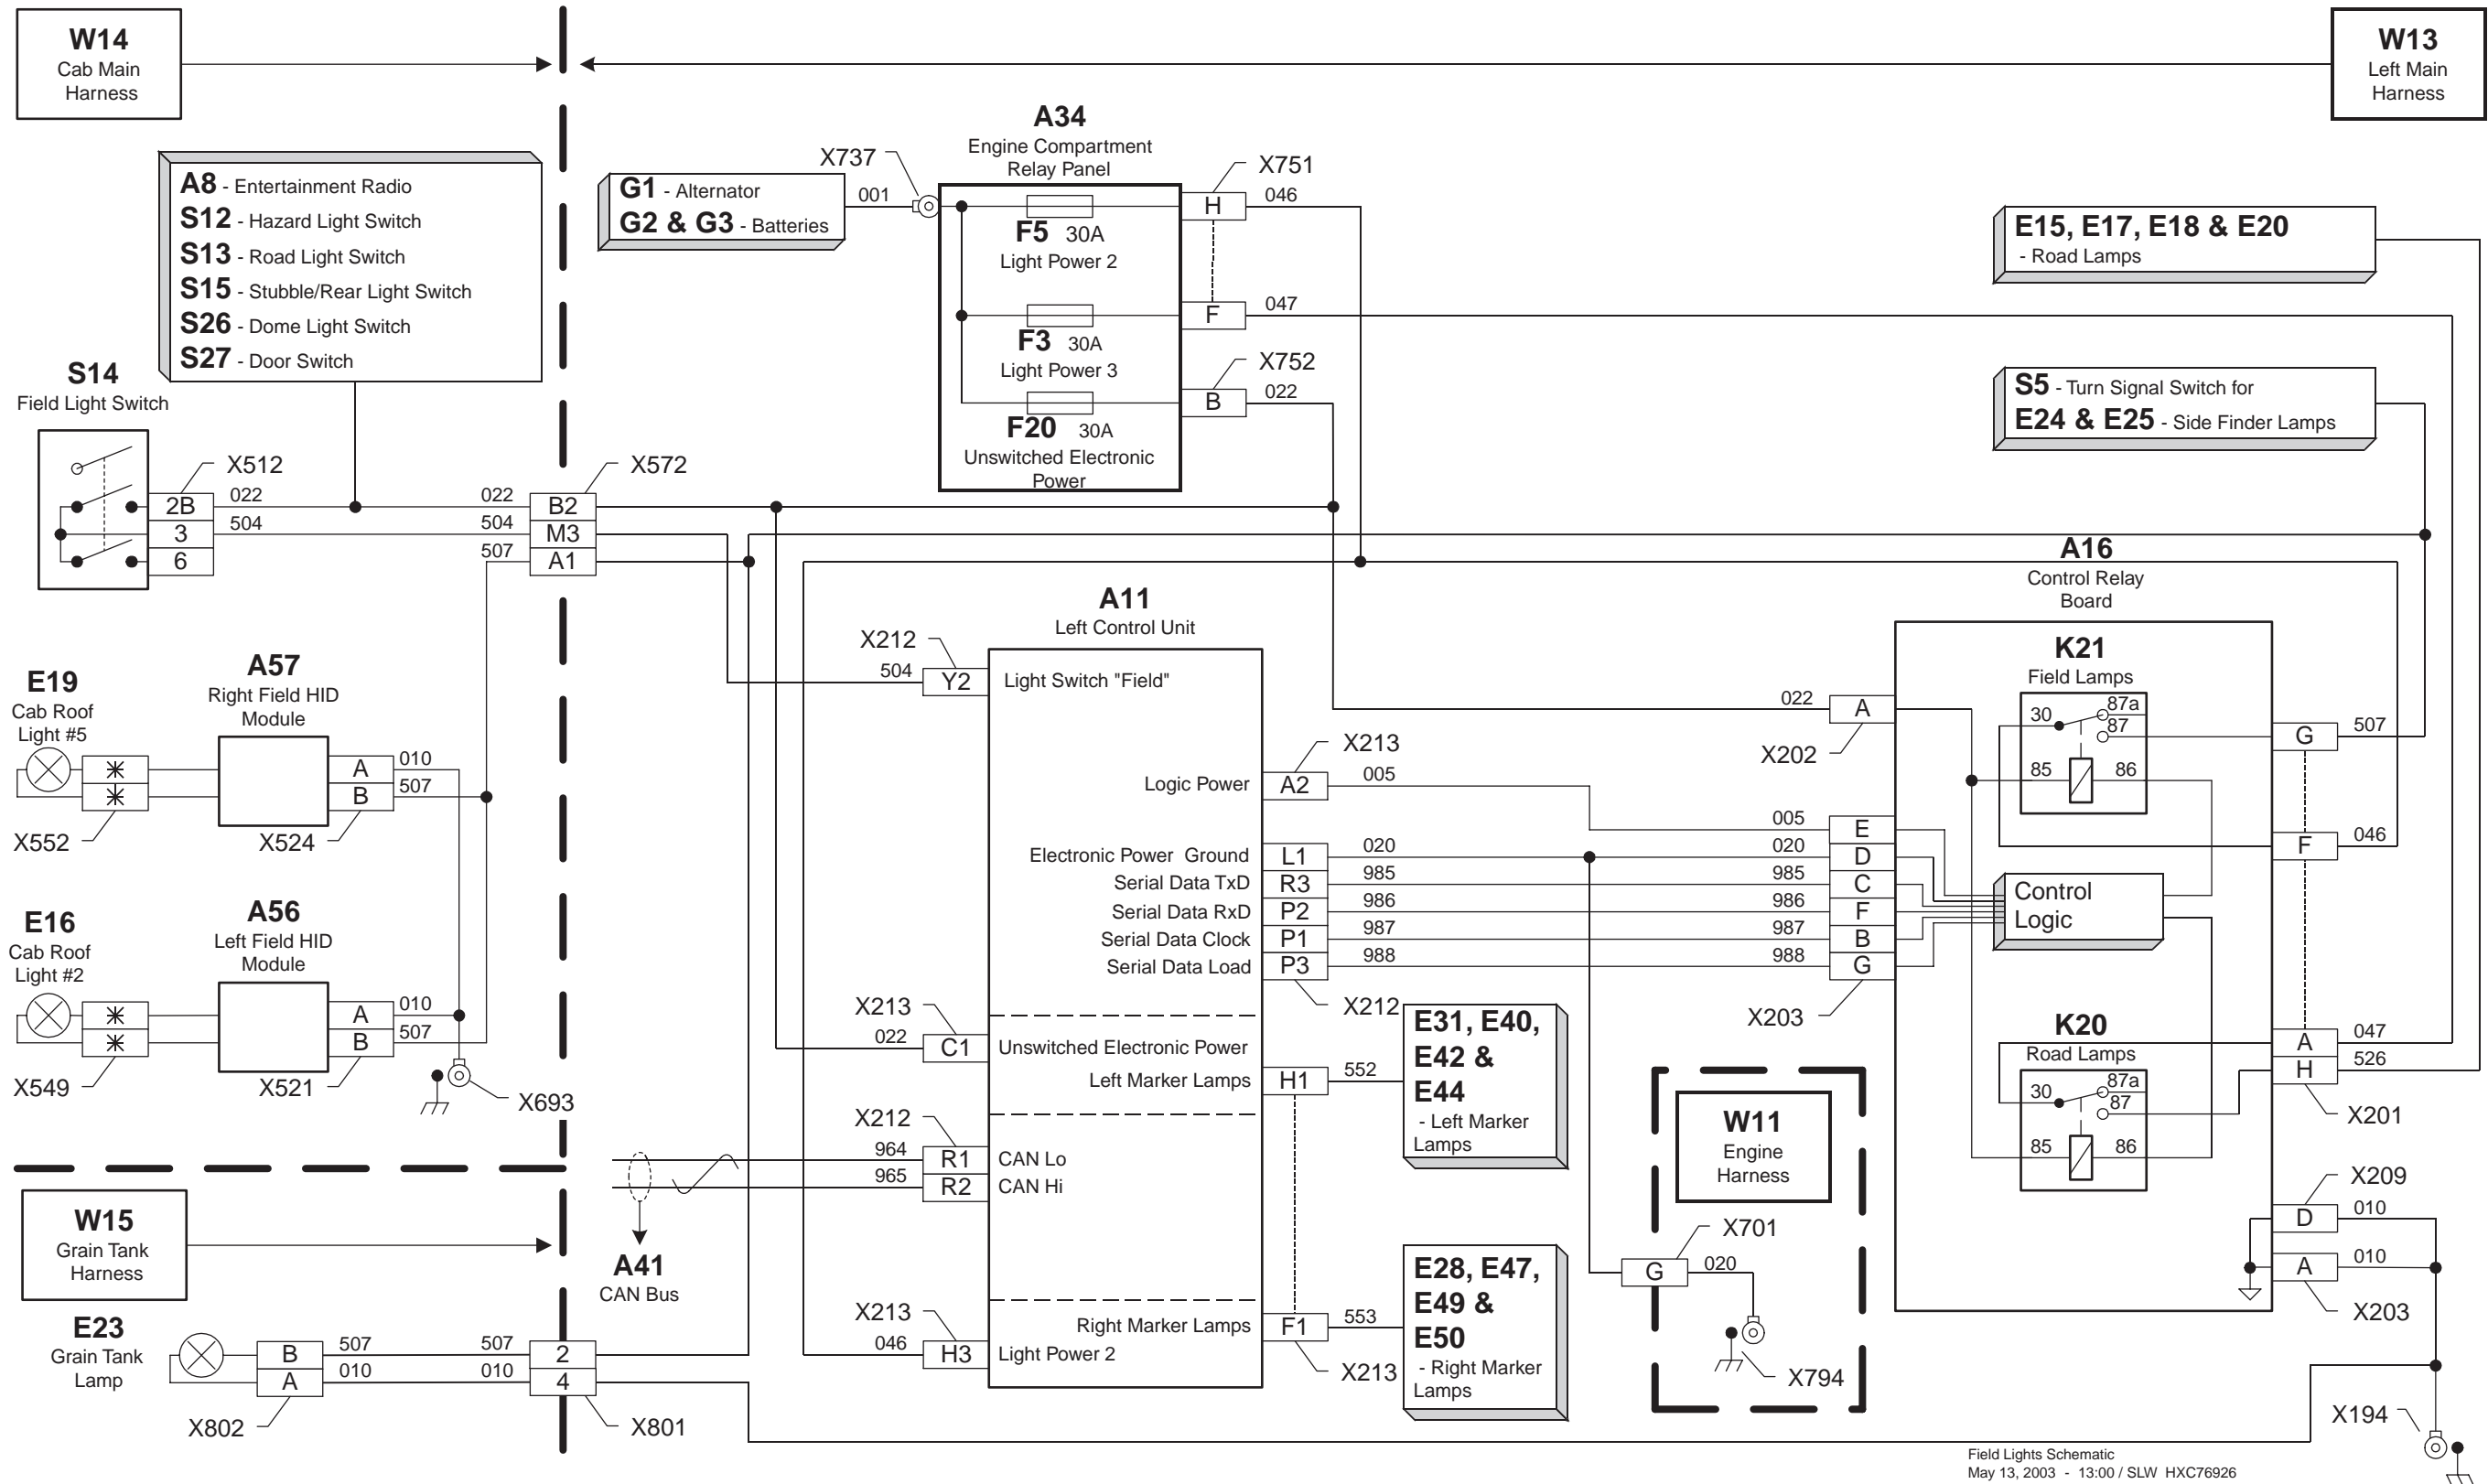 W14
Cab Main
Harness
W13
Left Main
Harness
A8 - Entertainment Radio
S12 - Hazard Light Switch
S13 - Road Light Switch
S15 - Stubble/Rear Light Switch
S26 - Dome Light Switch
S27 - Door Switch
G1 - Alternator
G2 & G3 - Batteries
001
X737
A34
Engine Compartment
Relay Panel
F5 30A
Light Power 2
F3 30A
Light Power 3
F20 30A
Unswitched Electronic
Power
X751
H
046
F
047
X752
B
022
E15, E17, E18 & E20
- Road Lamps
S5 - Turn Signal Switch for
E24 & E25 - Side Finder Lamps
S14
Field Light Switch
X512
2B
022
022
B2
3
504
504
M3
6
507
A1
X572
E19
Cab Roof
Light #5
X552
A57
Right Field HID
Module
A
010
B
507
X524
E16
Cab Roof
Light #2
X549
A56
Left Field HID
Module
A
010
B
507
X521
X693
W15
Grain Tank
Harness
E23
Grain Tank
Lamp
B
507
507
2
A
010
010
4
X802
X801
A11
Left Control Unit
X212
504
Y2
Light Switch "Field"
X213
Logic Power
A2
005
Electronic Power Ground
L1
020
Serial Data TxD
R3
985
Serial Data RxD
P2
986
Serial Data Clock
P1
987
Serial Data Load
P3
988
X212
X213
022
C1
Unswitched Electronic Power
Left Marker Lamps
H1
552
X212
964
R1
CAN Lo
965
R2
CAN Hi
A41
CAN Bus
X213
046
H3
Light Power 2
Right Marker Lamps
F1
553
X213
E31, E40,
E42 &
E44
- Left Marker
Lamps
E28, E47,
E49 &
E50
- Right Marker
Lamps
W11
Engine
Harness
X701
G
020
X794
A16
Control Relay
Board
022
A
X202
005
E
020
D
985
C
986
F
987
B
988
G
X203
K21
Field Lamps
30
87a
87
85
86
Control
Logic
K20
Road Lamps
30
87a
87
85
86
G
507
F
046
A
047
H
526
X201
X209
D
010
A
010
X203
X194
Field Lights Schematic
May 13, 2003 - 13:00 / SLW HXC76926